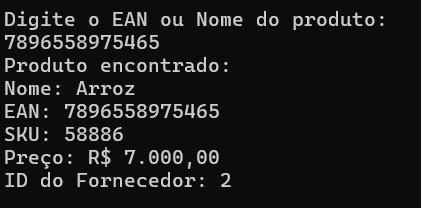 Digite o EAN ou Nome do produto:
7896558975465
Produto encontrado:
Nome: Arroz
EAN: 7896558975465
SKU: 58886
Preço: R$ 7.000,00
ID do Fornecedor: 2